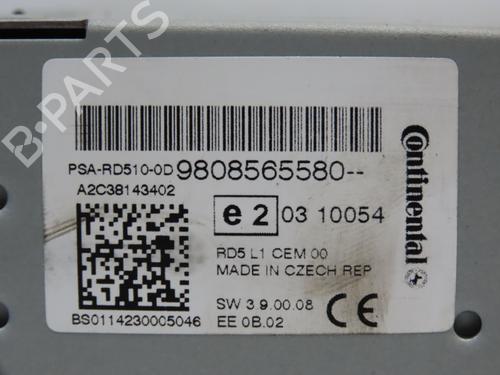 B-PARTS
PSA-RD510-0D 9808565580--
A2C38143402
e2 03 10054
RD5 L1 CEM 00
MADE IN CZECH REP
SW 3.9.00.08
EE 0B.02
CE
BS0114230005046
Continental